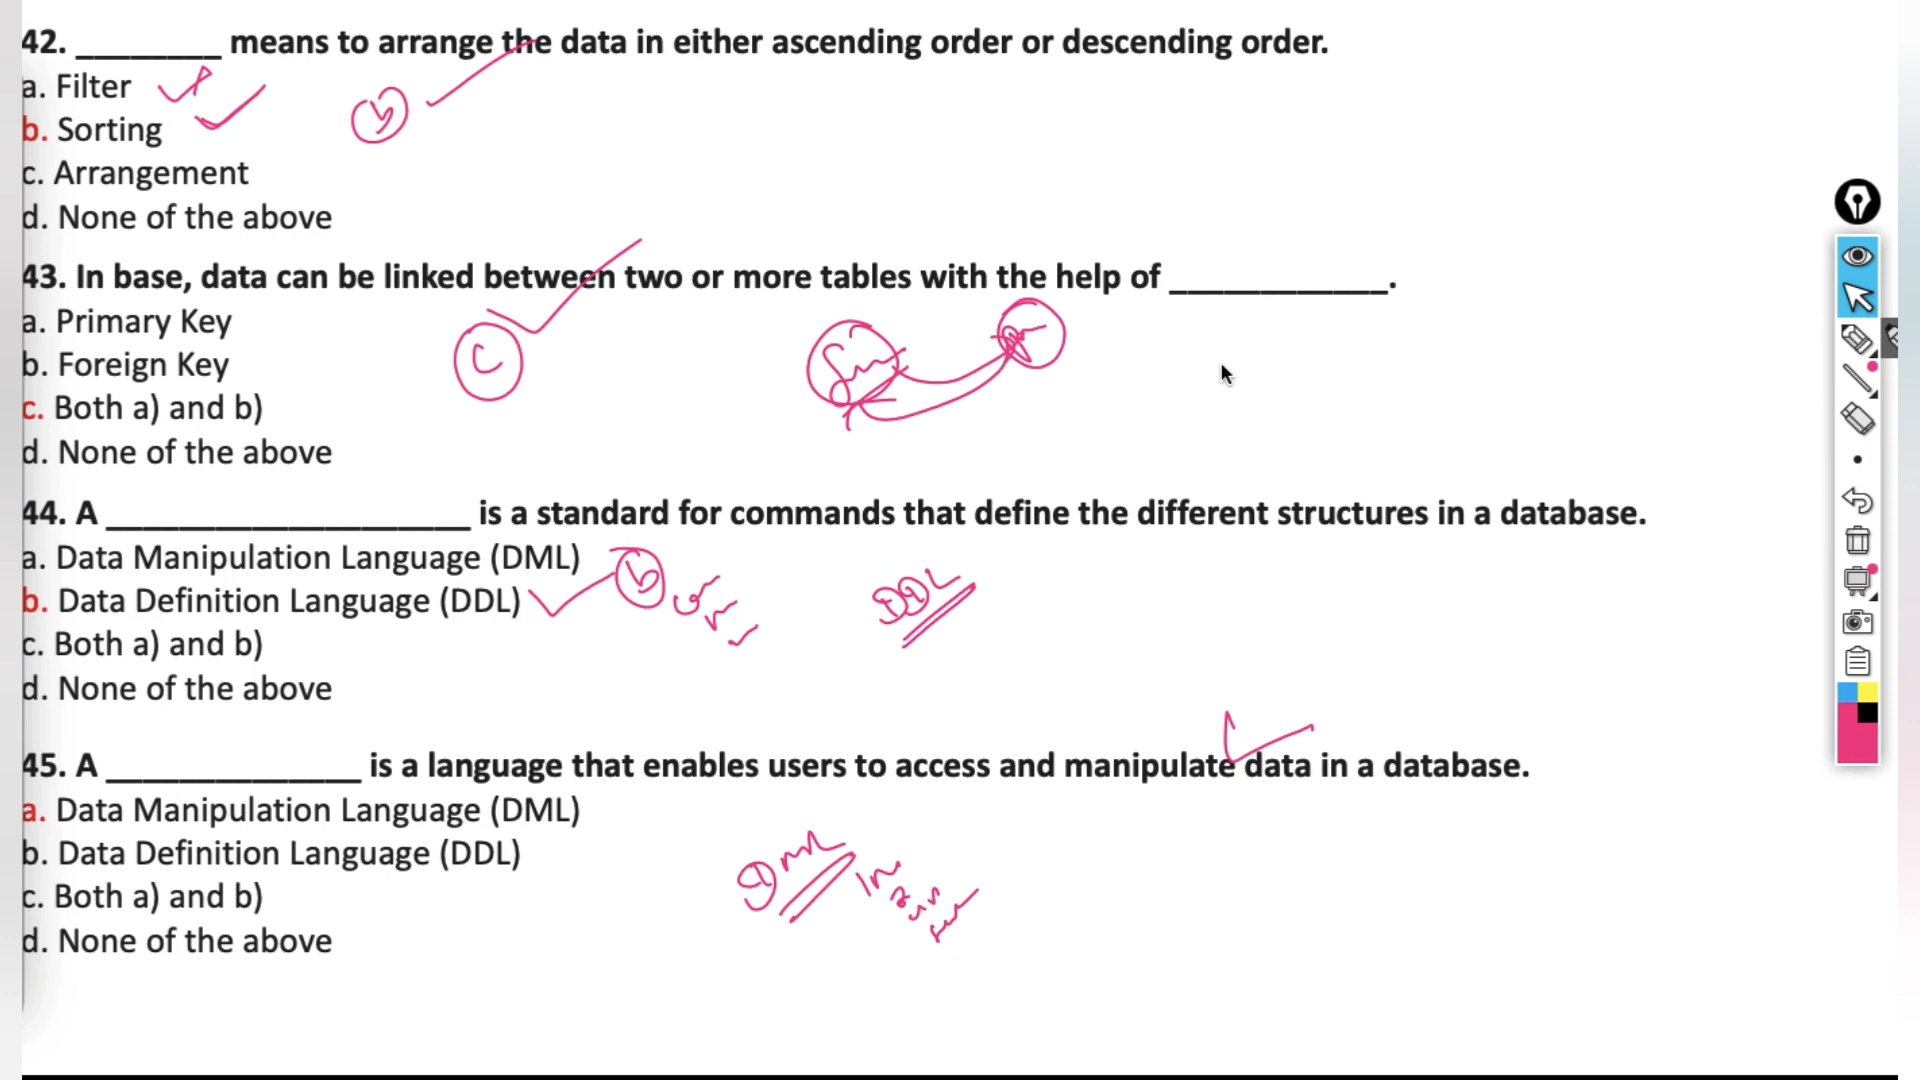 42. ________ means to arrange the data in either ascending order or descending order.
a. Filter
b. Sorting
b
c. Arrangement
d. None of the above
43. In base, data can be linked between two or more tables with the help of ____________.
a. Primary Key
b. Foreign Key
C
c. Both a) and b)
d. None of the above
44. A ____________________ is a standard for commands that define the different structures in a database.
a. Data Manipulation Language (DML)
b
b. Data Definition Language (DDL)
DDL
c. Both a) and b)
d. None of the above
45. A ______________ is a language that enables users to access and manipulate data in a database.
a. Data Manipulation Language (DML)
b. Data Definition Language (DDL)
DML
c. Both a) and b)
d. None of the above